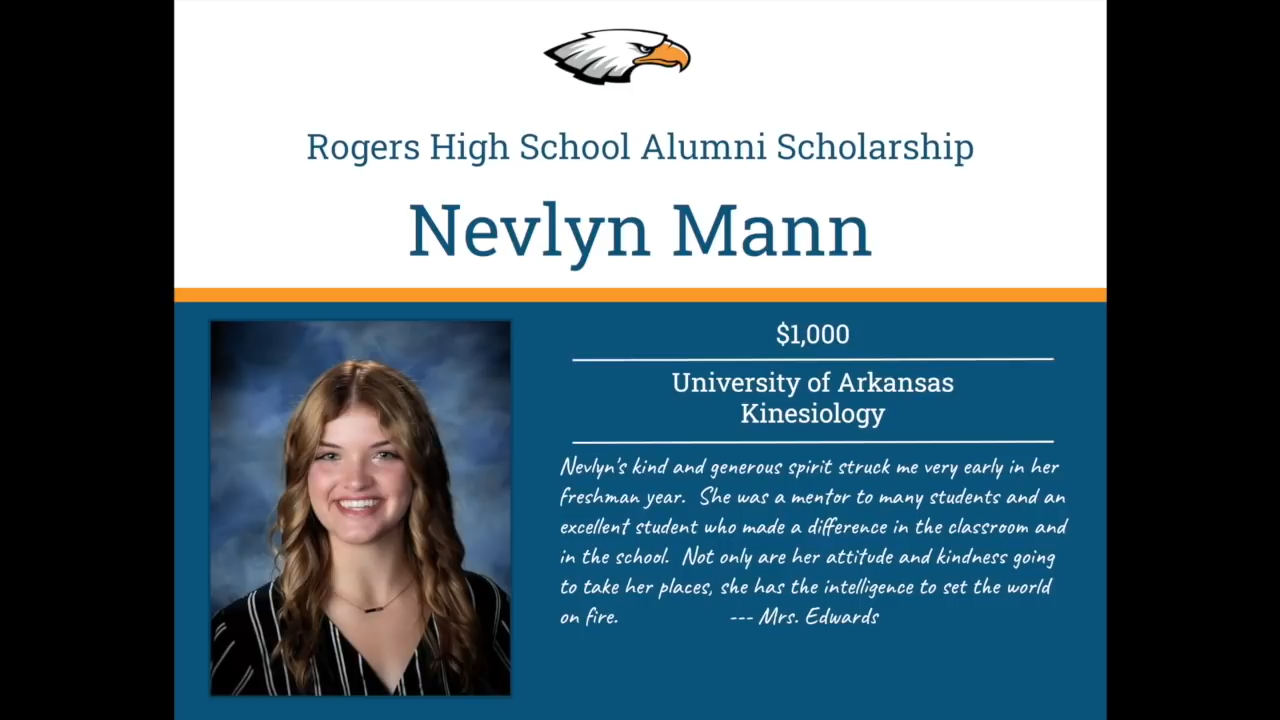 Rogers High School Alumni Scholarship
Nevlyn Mann
$1,000
University of Arkansas
Kinesiology
Nevlyn's kind and generous spirit struck me very early in her
freshman year. She was a mentor to many students and an
excellent student who made a difference in the classroom and
in the school. Not only are her attitude and kindness going
to take her places, she has the intelligence to set the world
on fire. --- Mrs. Edwards